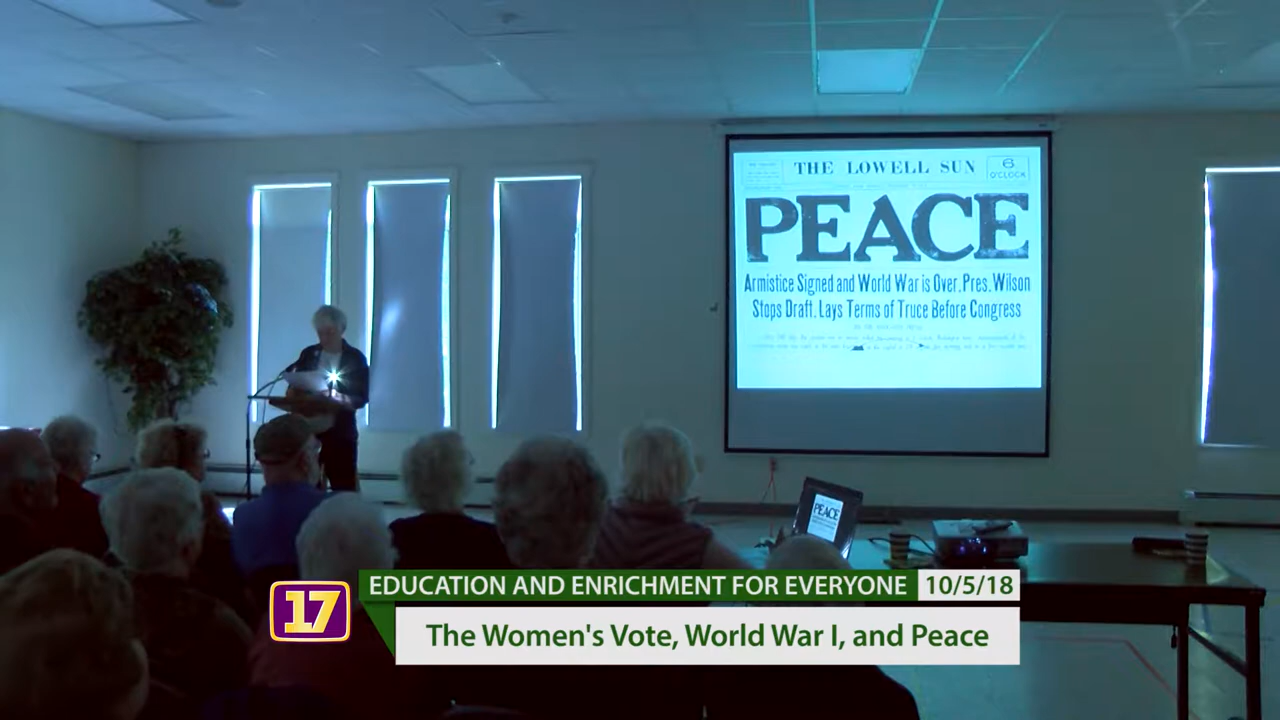 THE LOWELL SUN
6
O'CLOCK
PEACE
Armistice Signed and World War is Over. Pres. Wilson
Stops Draft. Lays Terms of Truce Before Congress
PEACE
17
EDUCATION AND ENRICHMENT FOR EVERYONE
10/5/18
The Women's Vote, World War I, and Peace